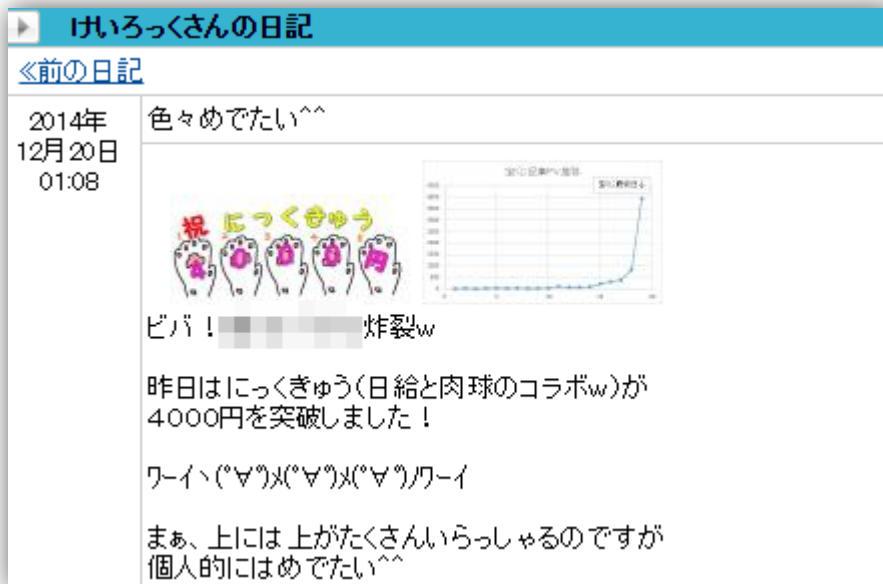 けいろっくさんの日記
≪前の日記
2014年
12月20日
01:08
色々めでたい^^
祝 にっくきゅう
円
ビバ！
炸裂w
昨日はにっくきゅう(日給と肉球のコラボw)が
4000円を突破しました！
ワーイヽ(ﾟ∀ﾟ)メ(ﾟ∀ﾟ)メ(ﾟ∀ﾟ)ノワーイ
まぁ、上には上がたくさんいらっしゃるのですが
個人的にはめでたい^^